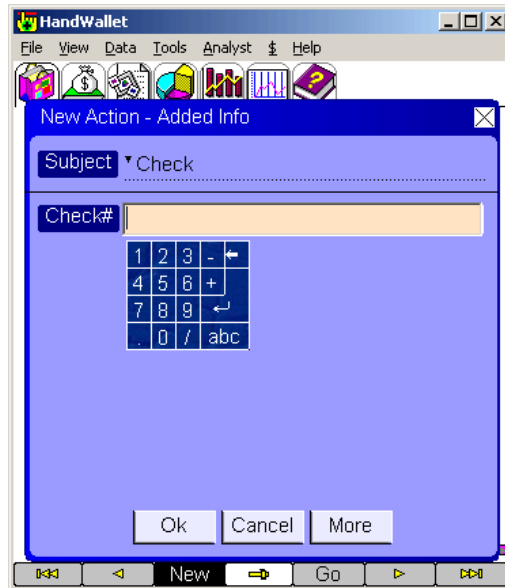 HandWallet
File View Data Tools Analyst $ Help
New Action - Added Info
Subject Check
Check#
1 2 3 -
4 5 6 +
7 8 9
. 0 / abc
Ok Cancel More
New Go